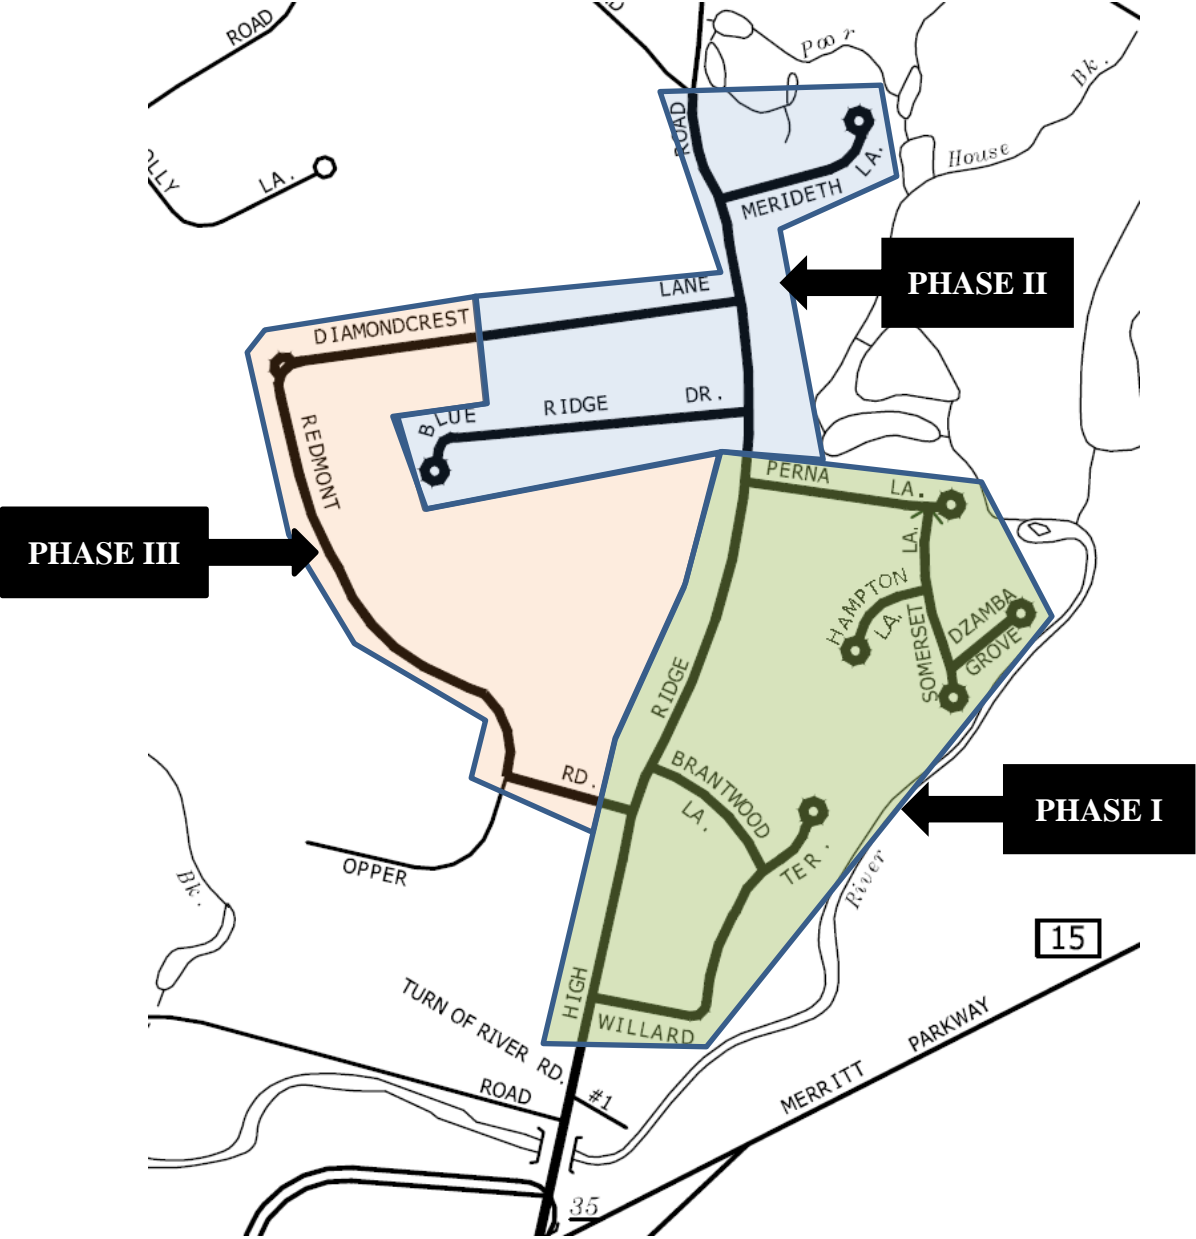 ROAD
Poor
Bk.
House
OLLY
LA.
ROAD
MERIDETH LA.
PHASE II
LANE
DIAMONDCREST
BLUE RIDGE DR.
REDMONT
PERNA LA.
PHASE III
LA.
HAMPTON
LA.
SOMERSET
DZAMBA
GROVE
RIDGE
BRANTWOOD
LA.
RD.
PHASE I
TER.
OPPER
River
Bk.
15
HIGH
WILLARD
TURN OF RIVER RD.
ROAD
#1
MERRITT PARKWAY
35